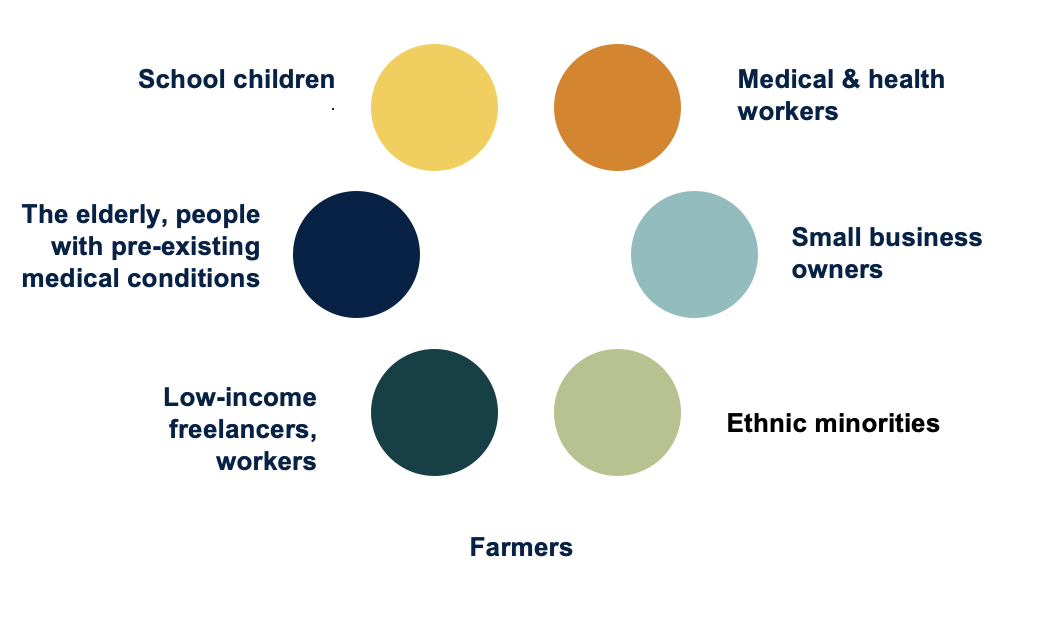 School children
.
Medical & health
workers
The elderly, people
with pre-existing
medical conditions
Small business
owners
Low-income
freelancers,
workers
Ethnic minorities
Farmers